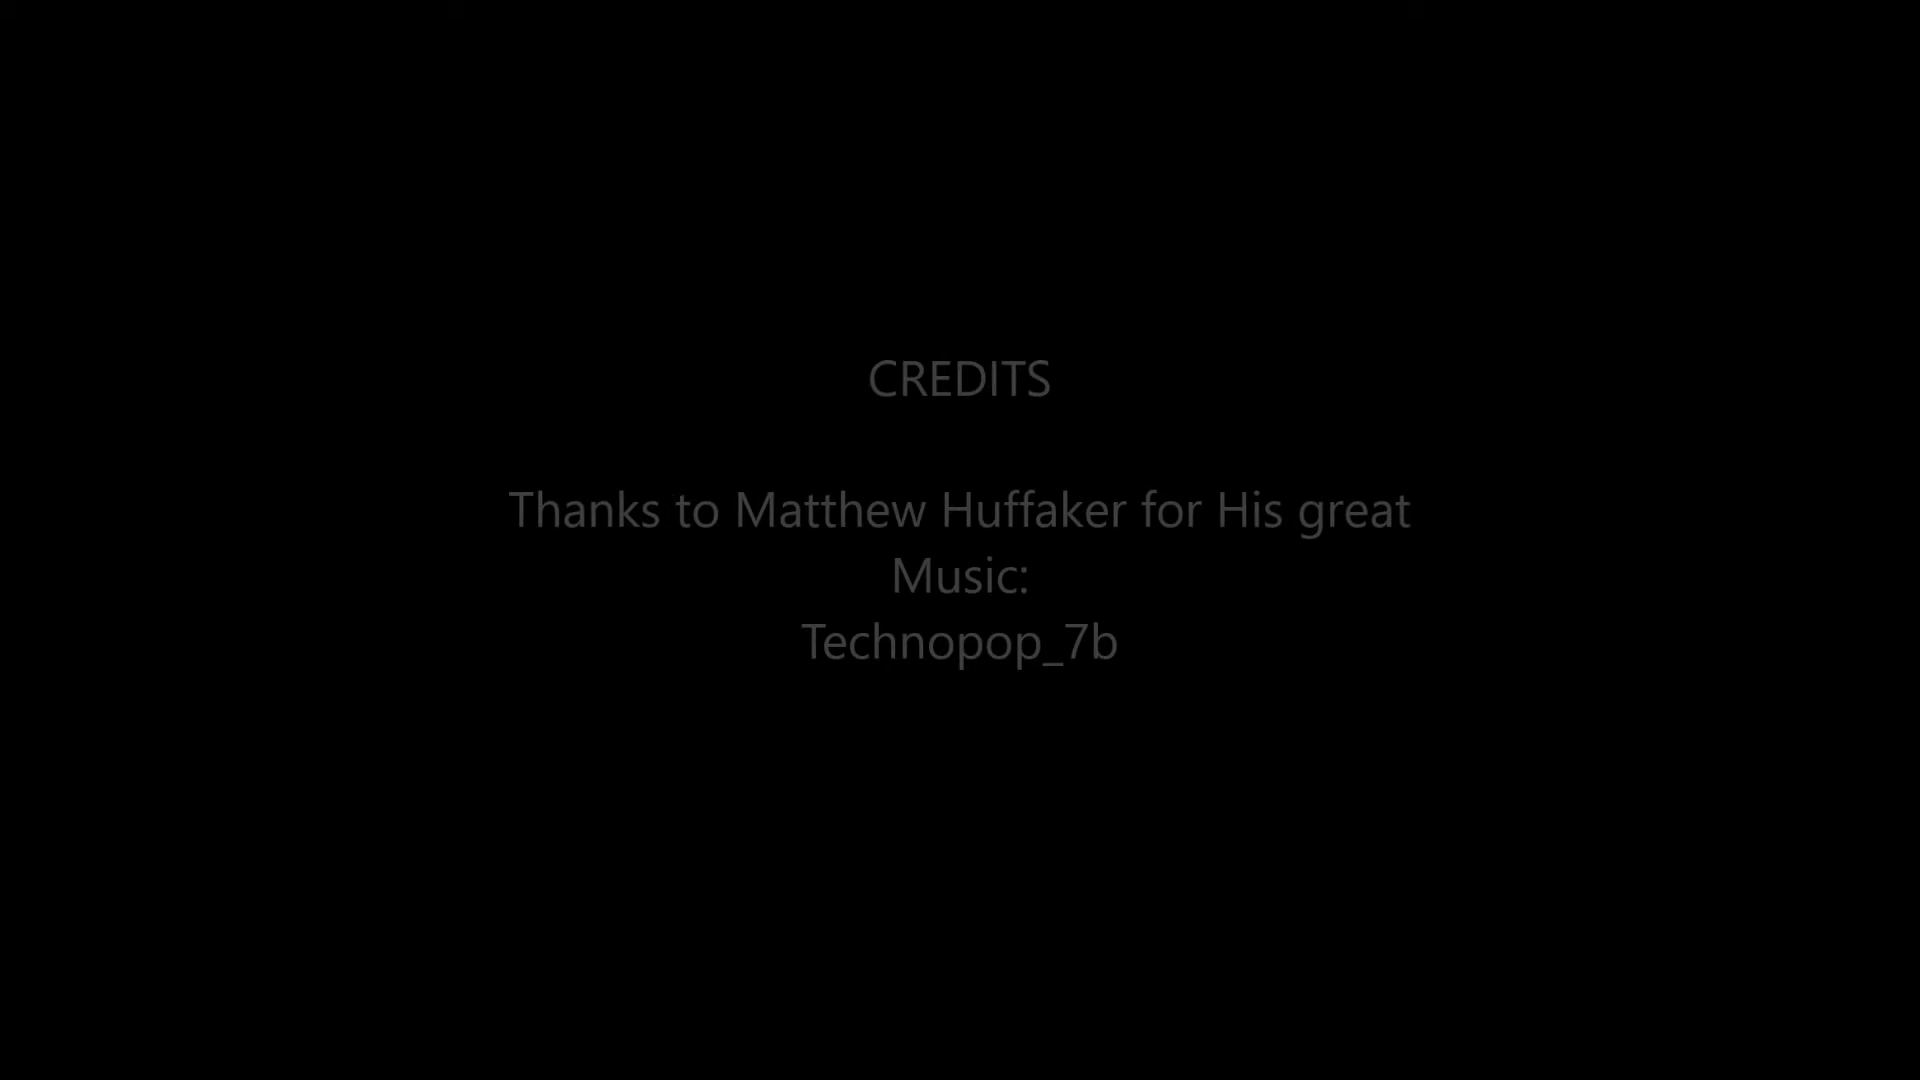 CREDITS
Thanks to Matthew Huffaker for His great
Music:
Technopop_7b